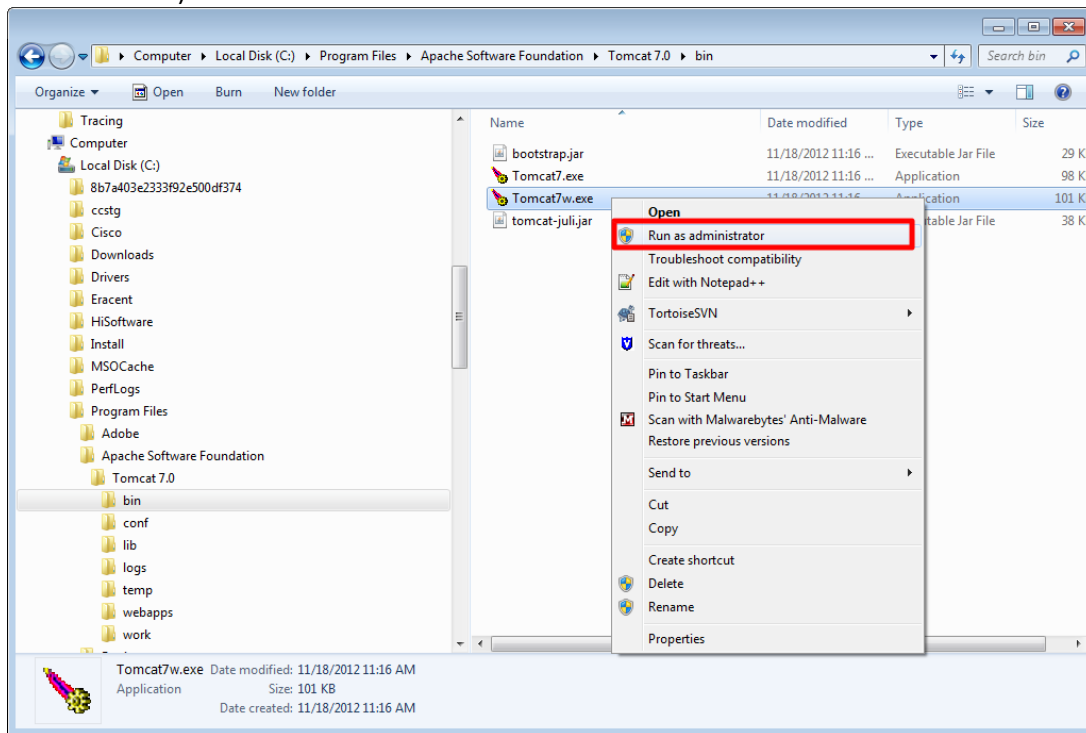 Computer ▸ Local Disk (C:) ▸ Program Files ▸ Apache Software Foundation ▸ Tomcat 7.0 ▸ bin
Search bin
Organize Open Burn New folder
Tracing
Computer
Local Disk (C:)
8b7a403e2333f92e500df374
ccstg
Cisco
Downloads
Drivers
Eracent
HiSoftware
Install
MSOCache
PerfLogs
Program Files
Adobe
Apache Software Foundation
Tomcat 7.0
bin
conf
lib
logs
temp
webapps
work
Name Date modified Type Size
bootstrap.jar 11/18/2012 11:16 ... Executable Jar File 29 K
Tomcat7.exe 11/18/2012 11:16 ... Application 98 K
Tomcat7w.exe 101 K
tomcat-juli.jar Jar File 38 K
Open
Run as administrator
Troubleshoot compatibility
Edit with Notepad++
TortoiseSVN
Scan for threats...
Pin to Taskbar
Pin to Start Menu
Scan with Malwarebytes' Anti-Malware
Restore previous versions
Send to
Cut
Copy
Create shortcut
Delete
Rename
Properties
Tomcat7w.exe Date modified: 11/18/2012 11:16 AM
Application Size: 101 KB
Date created: 11/18/2012 11:16 AM